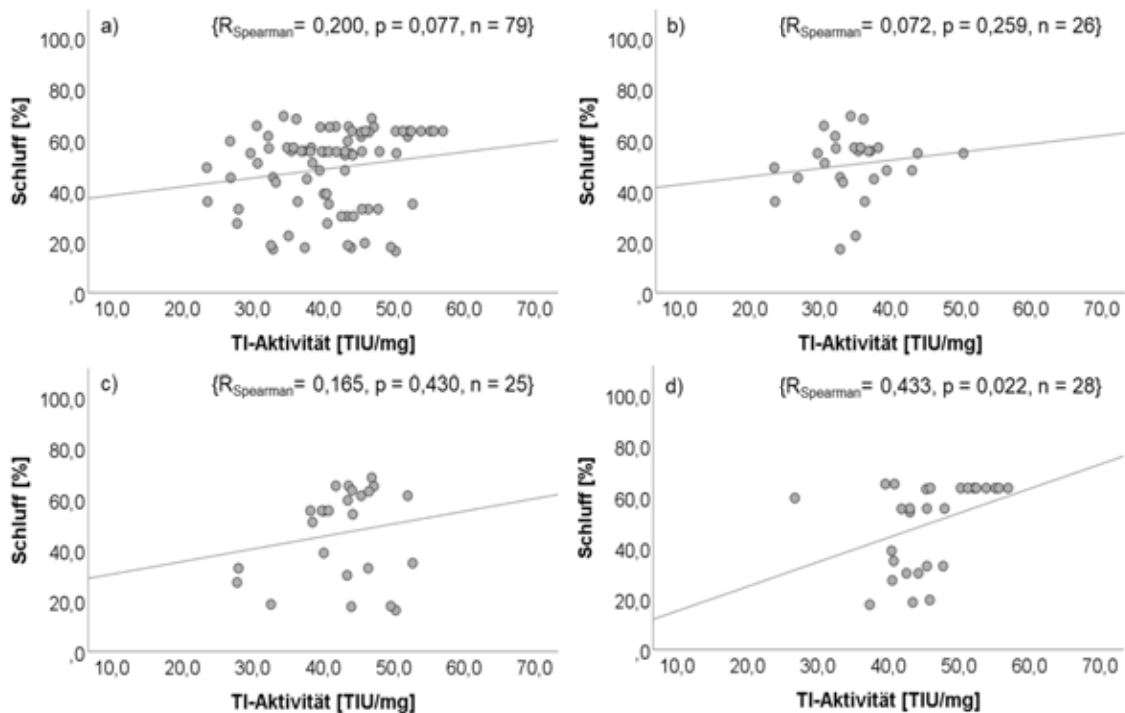 a) {R_Spearman= 0,200, p = 0,077, n = 79}
100,0
80,0
60,0
40,0
20,0
,0
Schluff [%]
10,0 20,0 30,0 40,0 50,0 60,0 70,0
TI-Aktivität [TIU/mg]
b) {R_Spearman= 0,072, p = 0,259, n = 26}
100,0
80,0
60,0
40,0
20,0
,0
Schluff [%]
10,0 20,0 30,0 40,0 50,0 60,0 70,0
TI-Aktivität [TIU/mg]
c) {R_Spearman= 0,165, p = 0,430, n = 25}
100,0
80,0
60,0
40,0
20,0
,0
Schluff [%]
10,0 20,0 30,0 40,0 50,0 60,0 70,0
TI-Aktivität [TIU/mg]
d) {R_Spearman= 0,433, p = 0,022, n = 28}
100,0
80,0
60,0
40,0
20,0
,0
Schluff [%]
10,0 20,0 30,0 40,0 50,0 60,0 70,0
TI-Aktivität [TIU/mg]